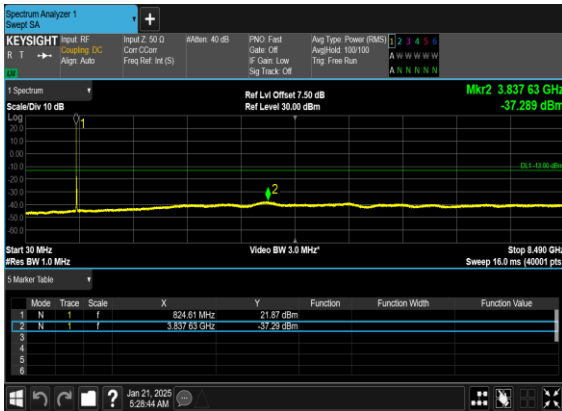 Spectrum Analyzer 1
Swept SA
+
KEYSIGHT Input: RF Input Z: 50 Ω #Atten: 40 dB PNO: Fast Avg Type: Power (RMS) 1 2 3 4 5 6
R T Coupling: DC Corr CCorr Gate: Off Avg|Hold: 100/100 A W W W W W
Align: Auto Freq Ref: Int (S) IF Gain: Low Trig: Free Run
LXI Sig Track: Off A N N N N N
1 Spectrum Ref Lvl Offset 7.50 dB Mkr2 3.837 63 GHz
Scale/Div 10 dB Ref Level 30.00 dBm -37.289 dBm
Log
1
20.0
10.0
0.00
-10.0 DL1 -13.00 dBm
-20.0
-30.0 2
-40.0
-50.0
-60.0
Start 30 MHz Video BW 3.0 MHz* Stop 8.490 GHz
#Res BW 1.0 MHz Sweep 16.0 ms (40001 pts)
5 Marker Table
Mode Trace Scale X Y Function Function Width Function Value
1 N 1 f 824.61 MHz 21.87 dBm
2 N 1 f 3.837 63 GHz -37.29 dBm
3
4
5
6
? Jan 21, 2025
5:28:44 AM